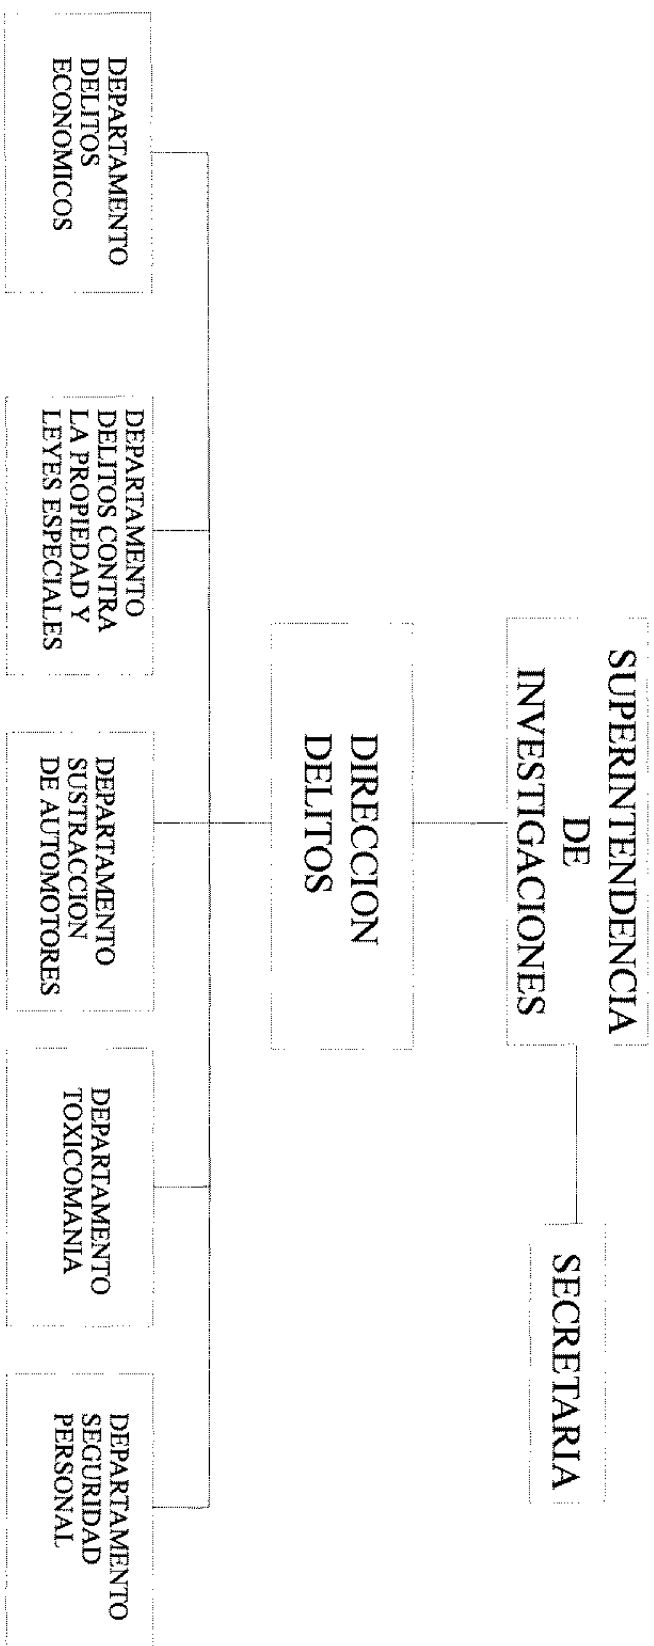 SUPERINTENDENCIA
DE
INVESTIGACIONES
SECRETARIA
DIRECCION
DELITOS
DEPARTAMENTO
DELITOS
ECONOMICOS
DEPARTAMENTO
DELITOS CONTRA
LA PROPIEDAD Y
LEYES ESPECIALES
DEPARTAMENTO
SUSTRACCION
DE AUTOMOTORES
DEPARTAMENTO
TOXICOMANIA
DEPARTAMENTO
SEGURIDAD
PERSONAL